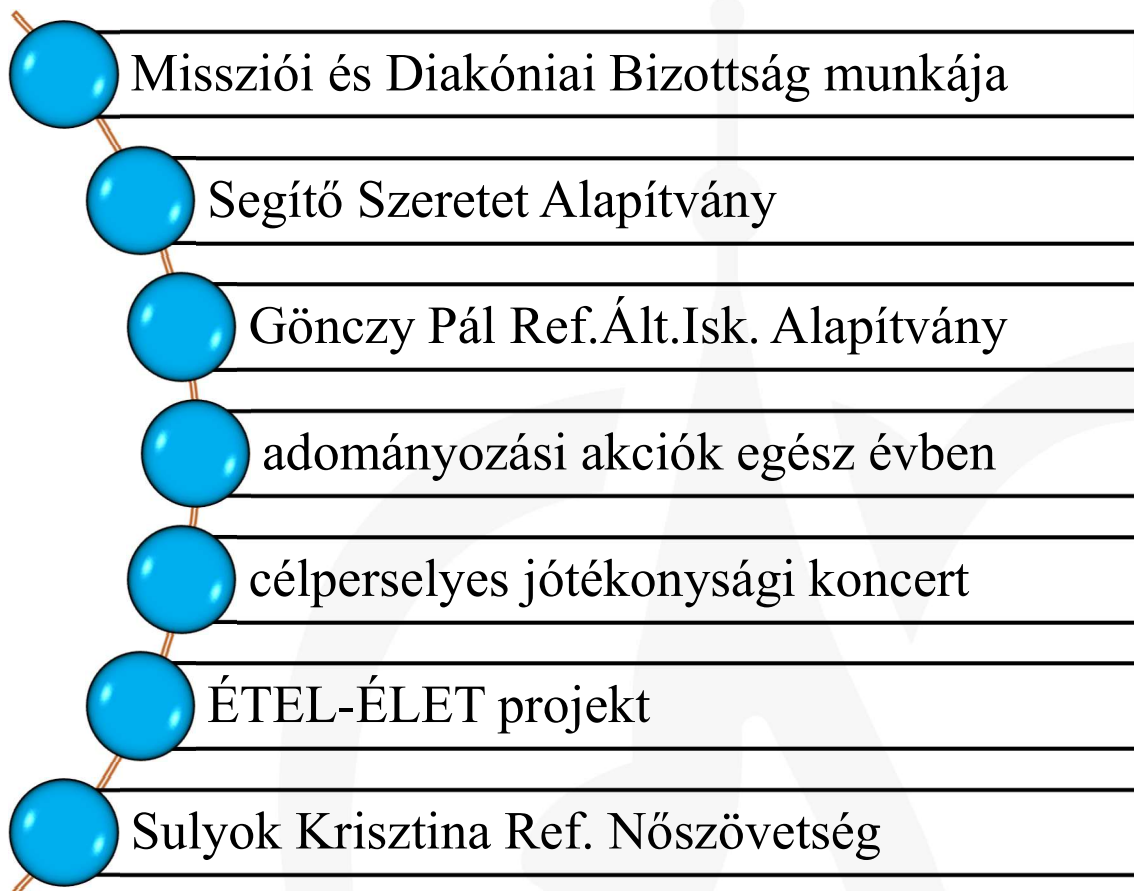 Missziói és Diakóniai Bizottság munkája
Segítő Szeretet Alapítvány
Gönczy Pál Ref.Ált.Isk. Alapítvány
adományozási akciók egész évben
célperselyes jótékonysági koncert
ÉTEL-ÉLET projekt
Sulyok Krisztina Ref. Nőszövetség